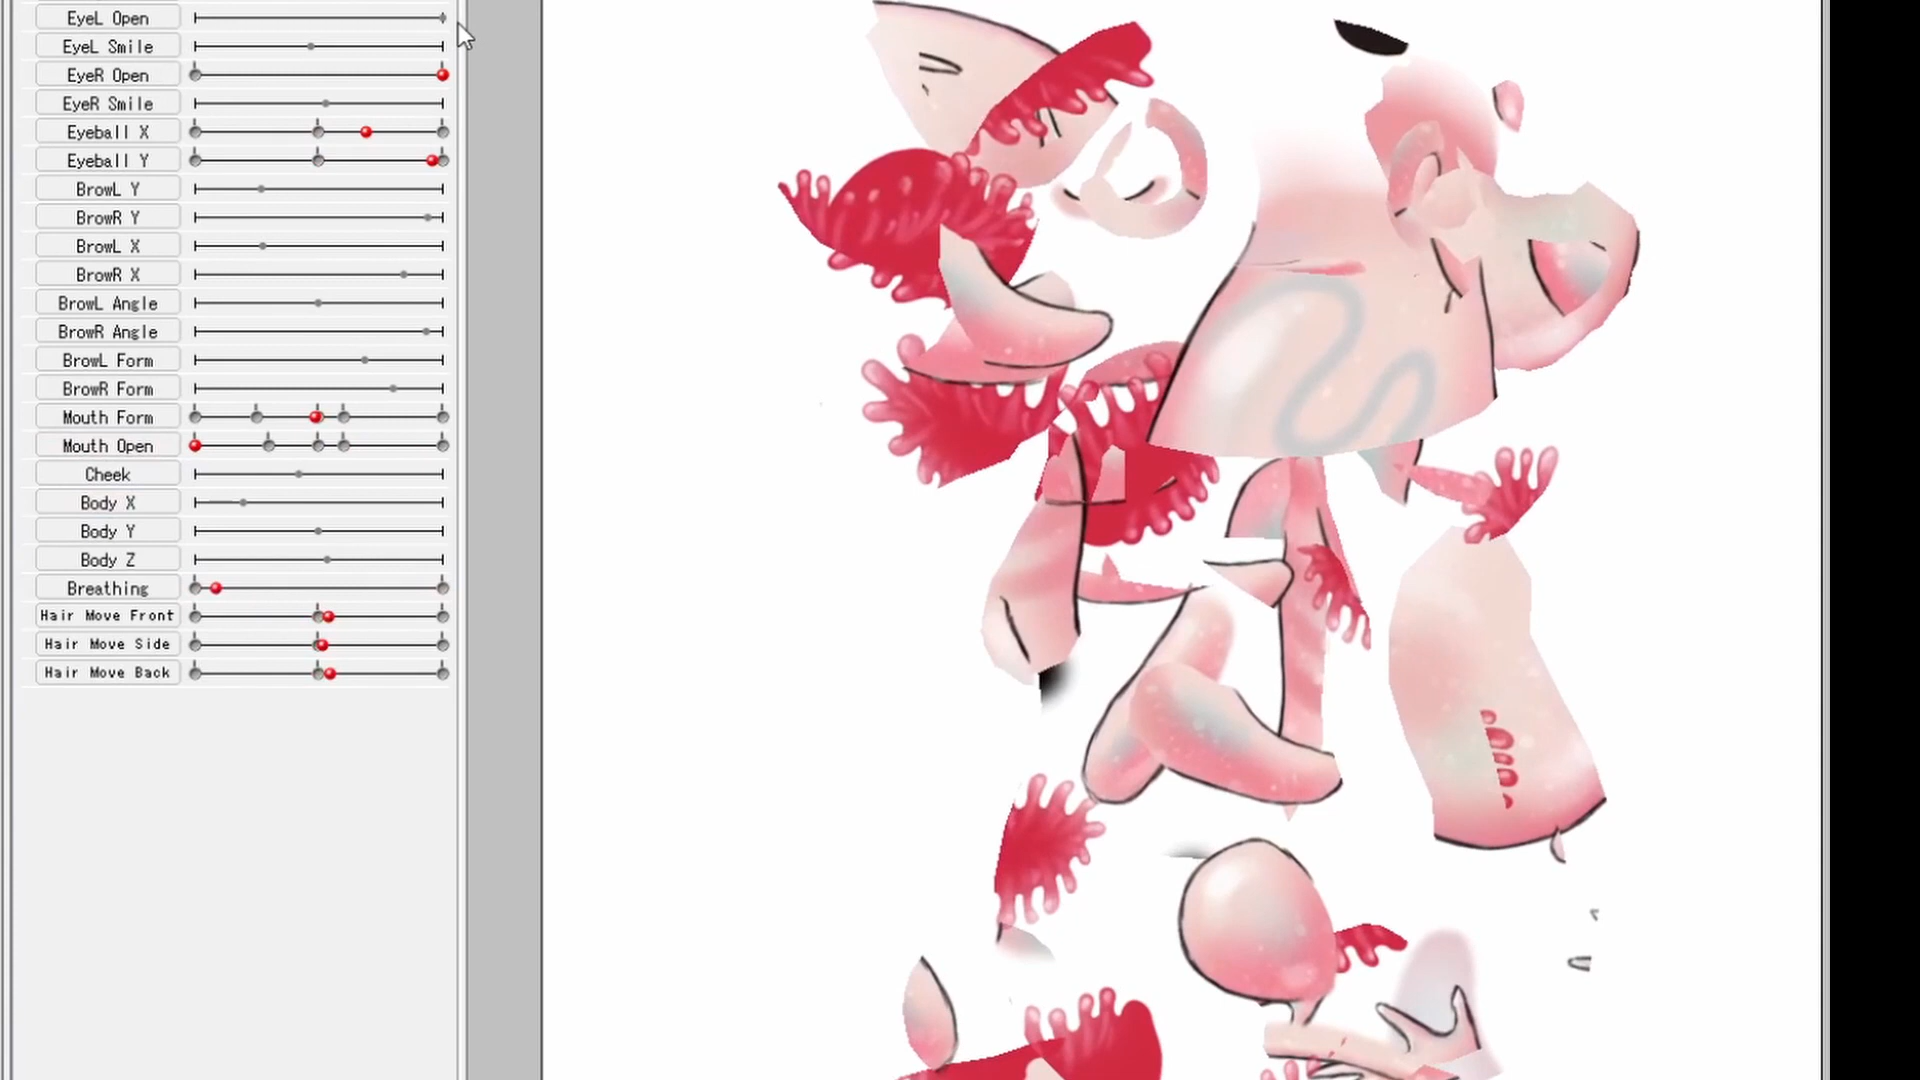 EyeL Open
EyeL Smile
EyeR Open
EyeR Smile
Eyeball X
Eyeball Y
BrowL Y
BrowR Y
BrowL X
BrowR X
BrowL Angle
BrowR Angle
BrowL Form
BrowR Form
Mouth Form
Mouth Open
Cheek
Body X
Body Y
Body Z
Breathing
Hair Move Front
Hair Move Side
Hair Move Back